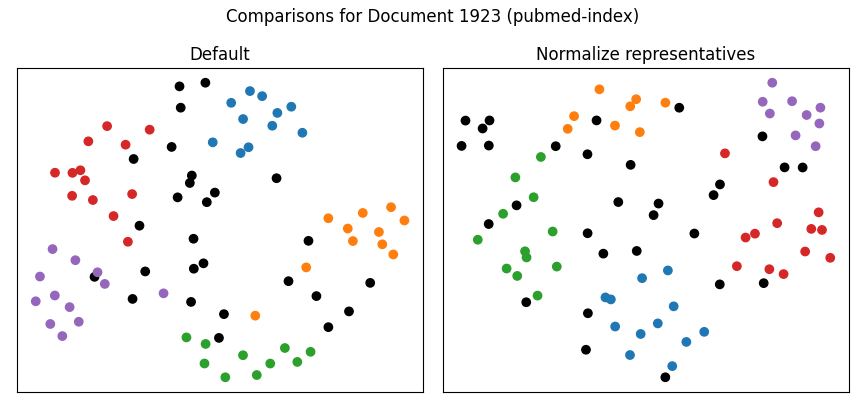 Comparisons for Document 1923 (pubmed-index)
Default
Normalize representatives